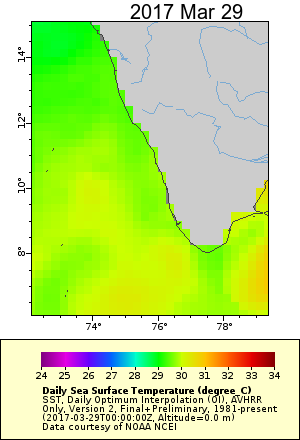 2017 Mar 29
14°
12°
10°
8°
74°
76°
78°
24 25 26 27 28 29 30 31 32 33 34
Daily Sea Surface Temperature (degree_C)
SST, Daily Optimum Interpolation (OI), AVHRR
Only, Version 2, Final+Preliminary, 1981-present
(2017-03-29T00:00:00Z, Altitude=0.0 m)
Data courtesy of NOAA NCEI